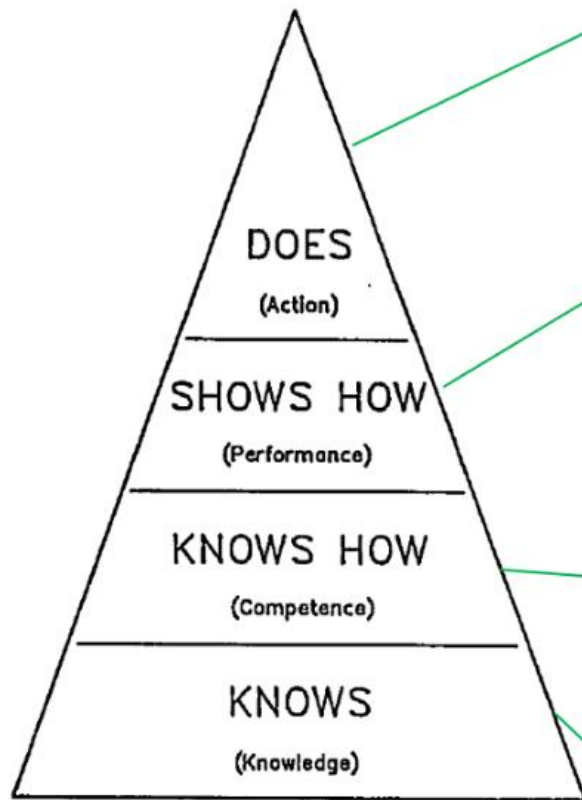 DOES
(Action)
SHOWS HOW
(Performance)
KNOWS HOW
(Competence)
KNOWS
(Knowledge)